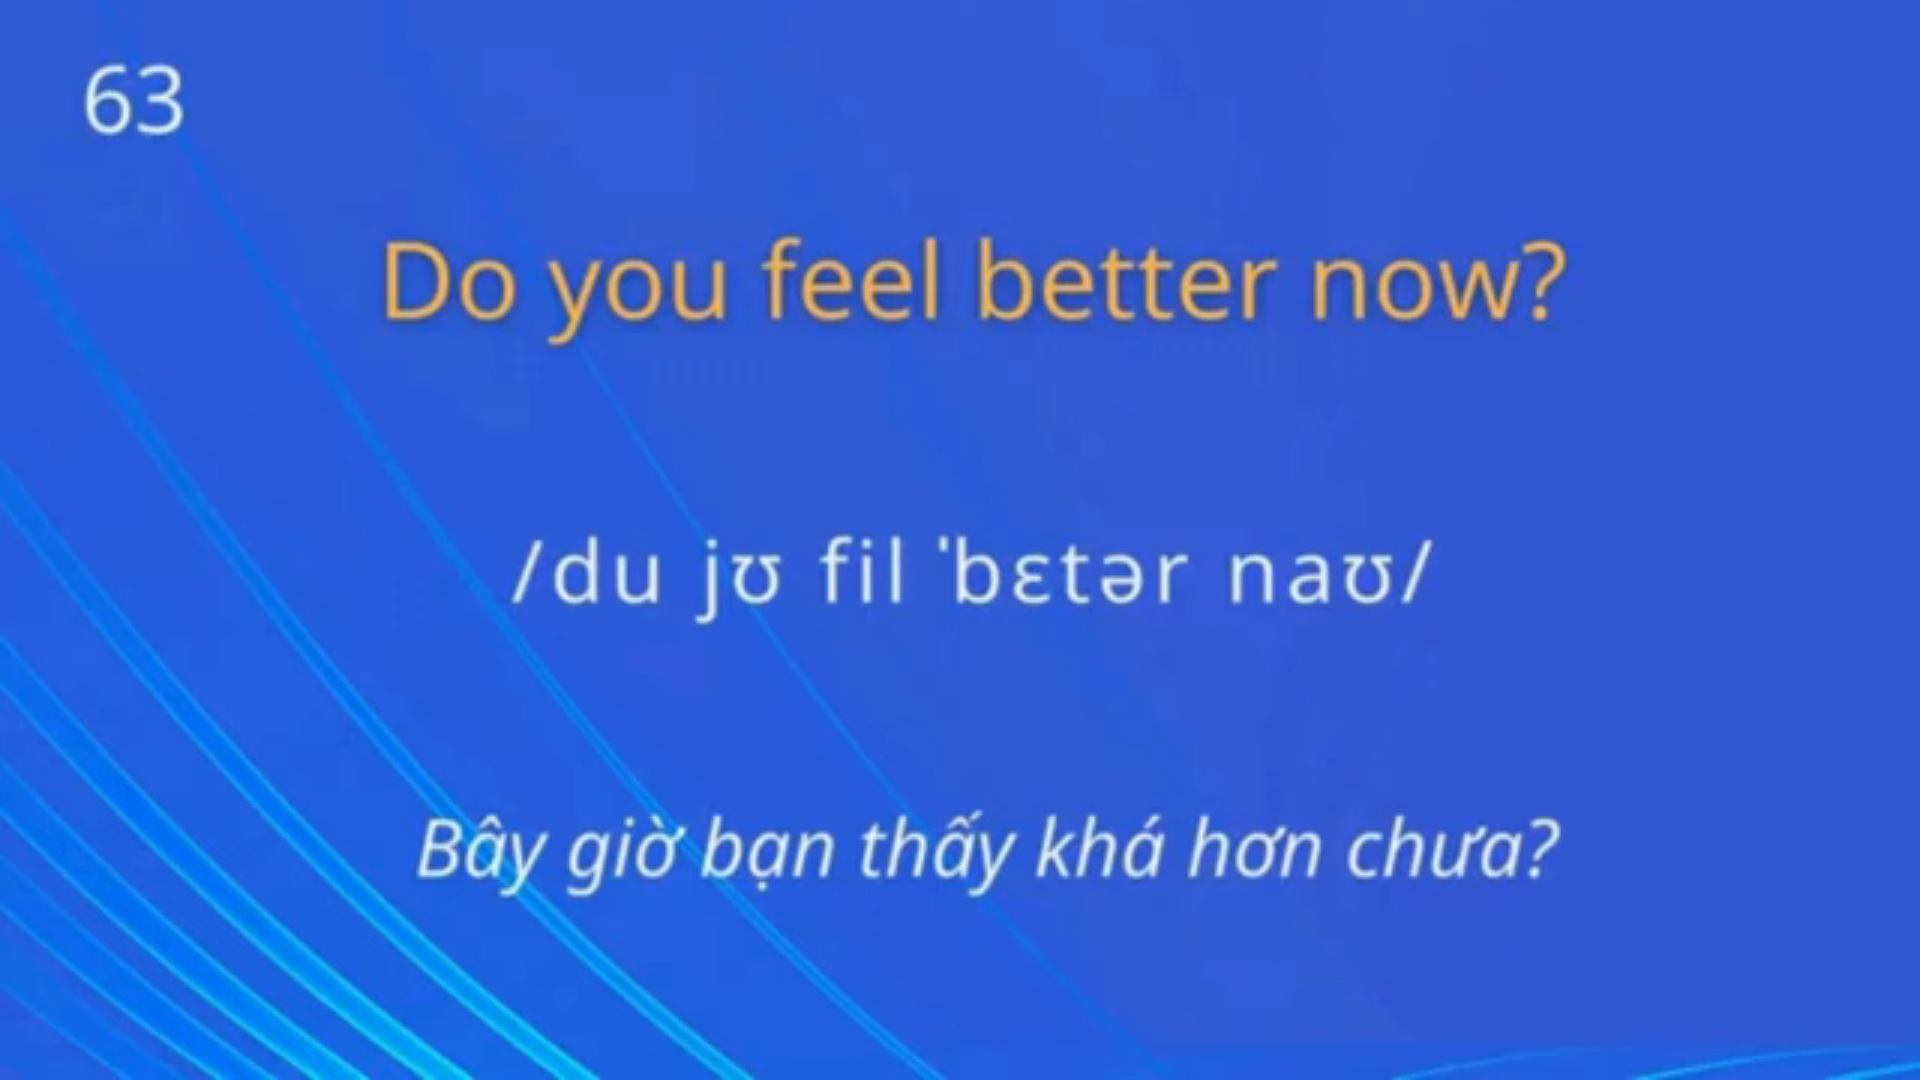 63
Do you feel better now?
/du jʊ fil ˈbɛtər naʊ/
Bây giờ bạn thấy khá hơn chưa?